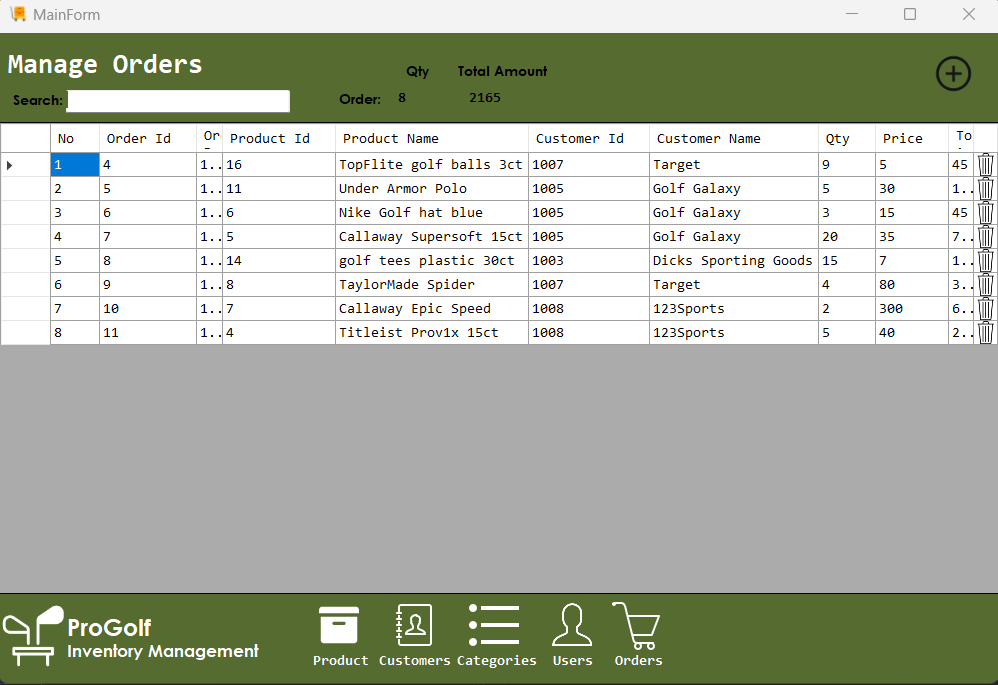 MainForm
Manage Orders
Qty Total Amount
Search: Order: 8 2165
No Order Id Or Product Id Product Name Customer Id Customer Name Qty Price To
1 4 1.. 16 TopFlite golf balls 3ct 1007 Target 9 5 45
2 5 1.. 11 Under Armor Polo 1005 Golf Galaxy 5 30 1..
3 6 1.. 6 Nike Golf hat blue 1005 Golf Galaxy 3 15 45
4 7 1.. 5 Callaway Supersoft 15ct 1005 Golf Galaxy 20 35 7..
5 8 1.. 14 golf tees plastic 30ct 1003 Dicks Sporting Goods 15 7 1..
6 9 1.. 8 TaylorMade Spider 1007 Target 4 80 3..
7 10 1.. 7 Callaway Epic Speed 1008 123Sports 2 300 6..
8 11 1.. 4 Titleist Prov1x 15ct 1008 123Sports 5 40 2..
ProGolf
Inventory Management
Product Customers Categories Users Orders